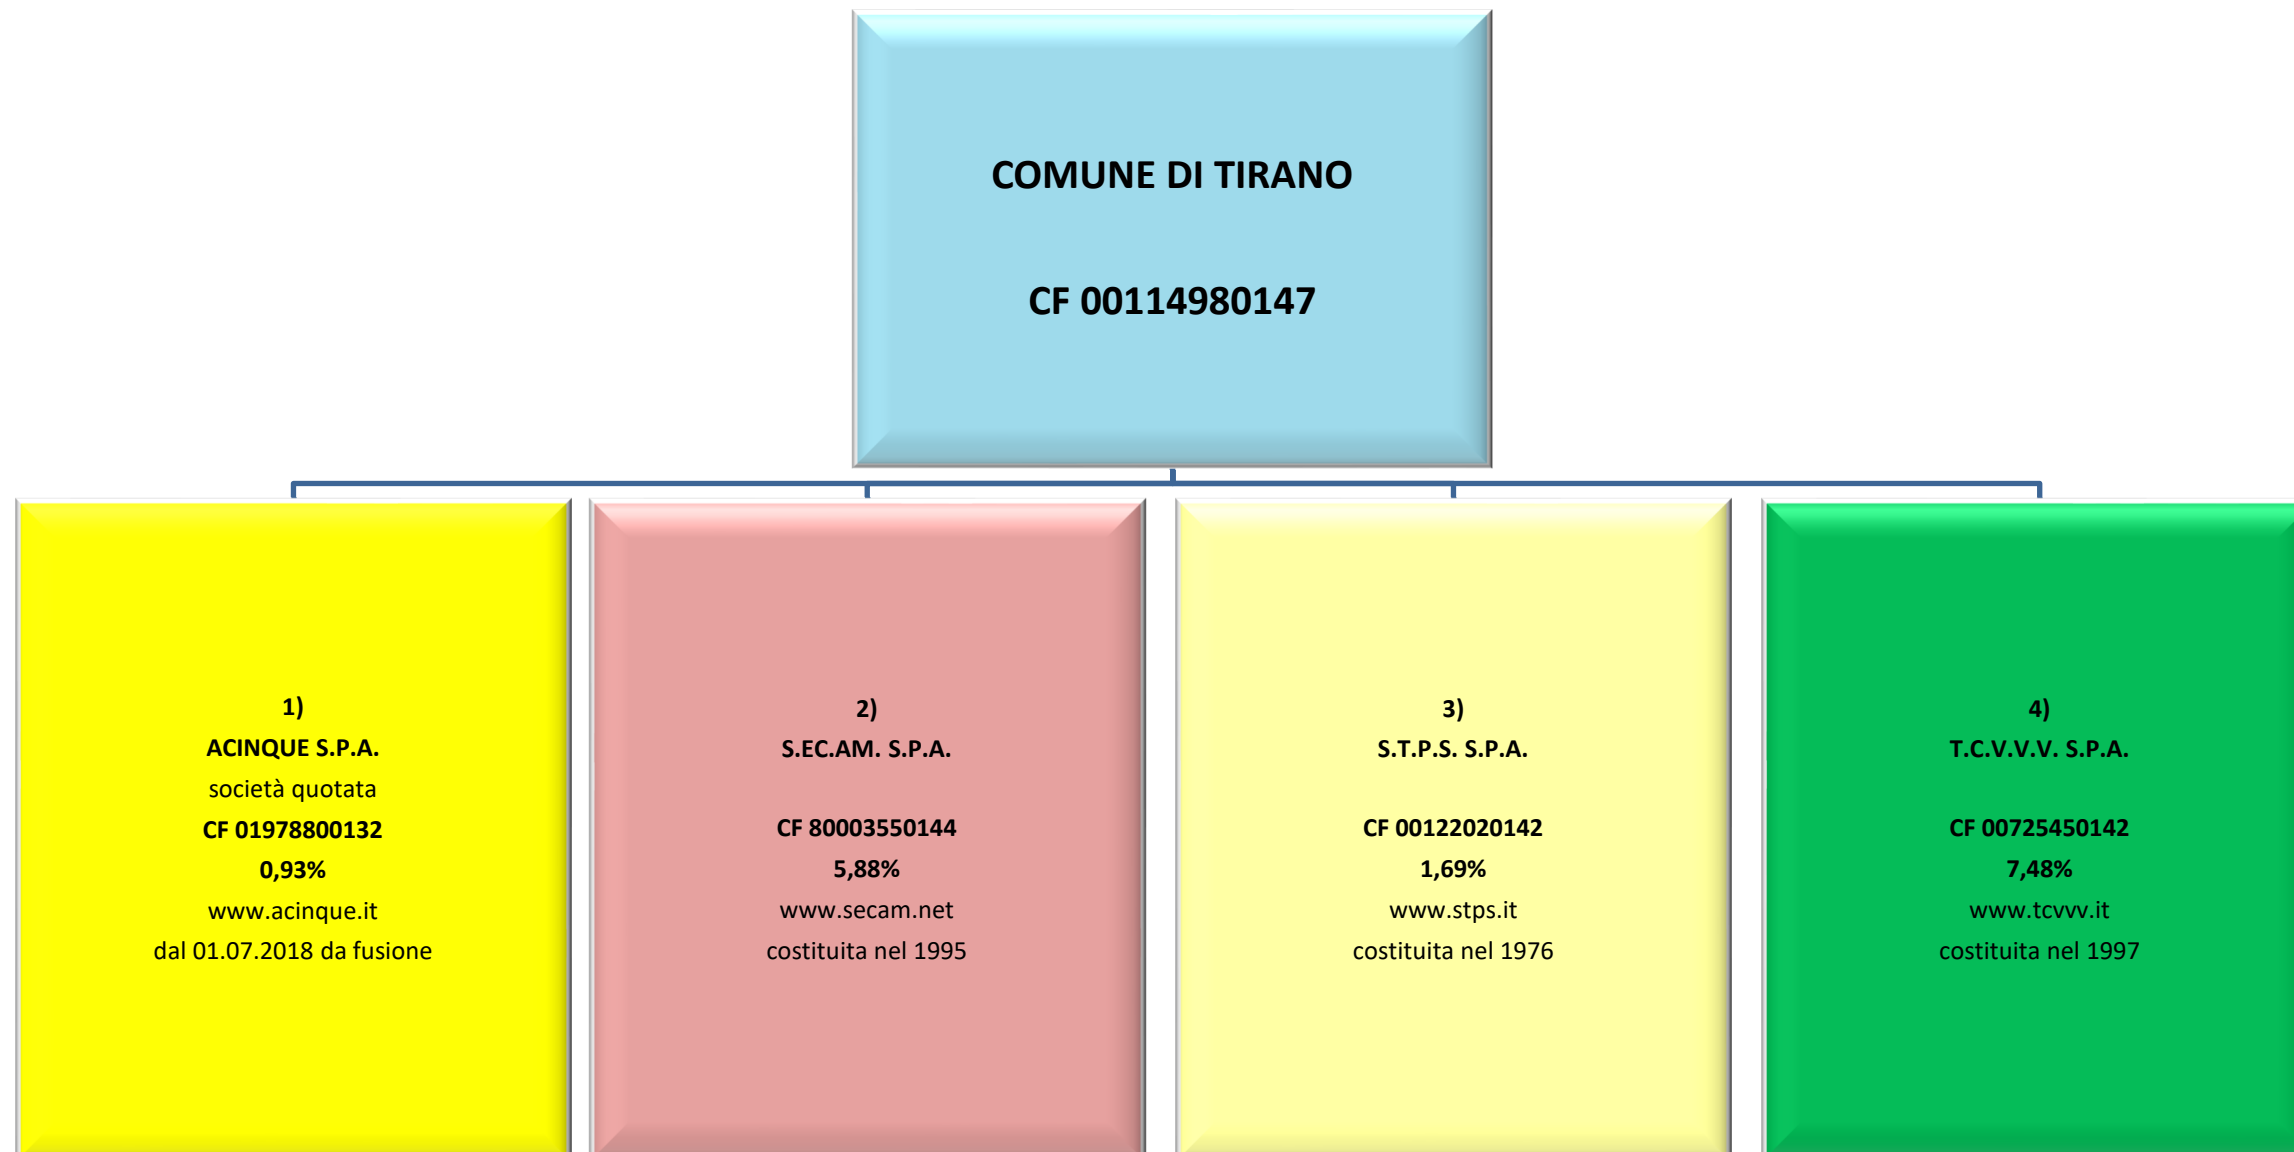 COMUNE DI TIRANO
CF 00114980147
1)
ACINQUE S.P.A.
società quotata
CF 01978800132
0,93%
www.acinque.it
dal 01.07.2018 da fusione
2)
S.EC.AM. S.P.A.
CF 80003550144
5,88%
www.secam.net
costituita nel 1995
3)
S.T.P.S. S.P.A.
CF 00122020142
1,69%
www.stps.it
costituita nel 1976
4)
T.C.V.V.V. S.P.A.
CF 00725450142
7,48%
www.tcvvv.it
costituita nel 1997